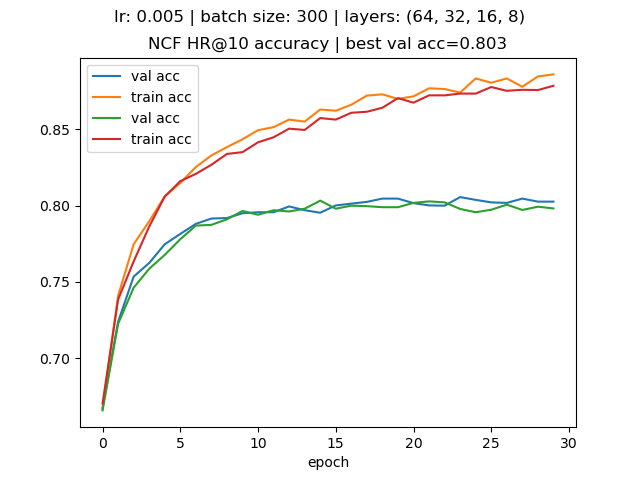 lr: 0.005 | batch size: 300 | layers: (64, 32, 16, 8)
NCF HR@10 accuracy | best val acc=0.803
val acc
train acc
val acc
train acc
0.85
0.80
0.75
0.70
0 5 10 15 20 25 30
epoch